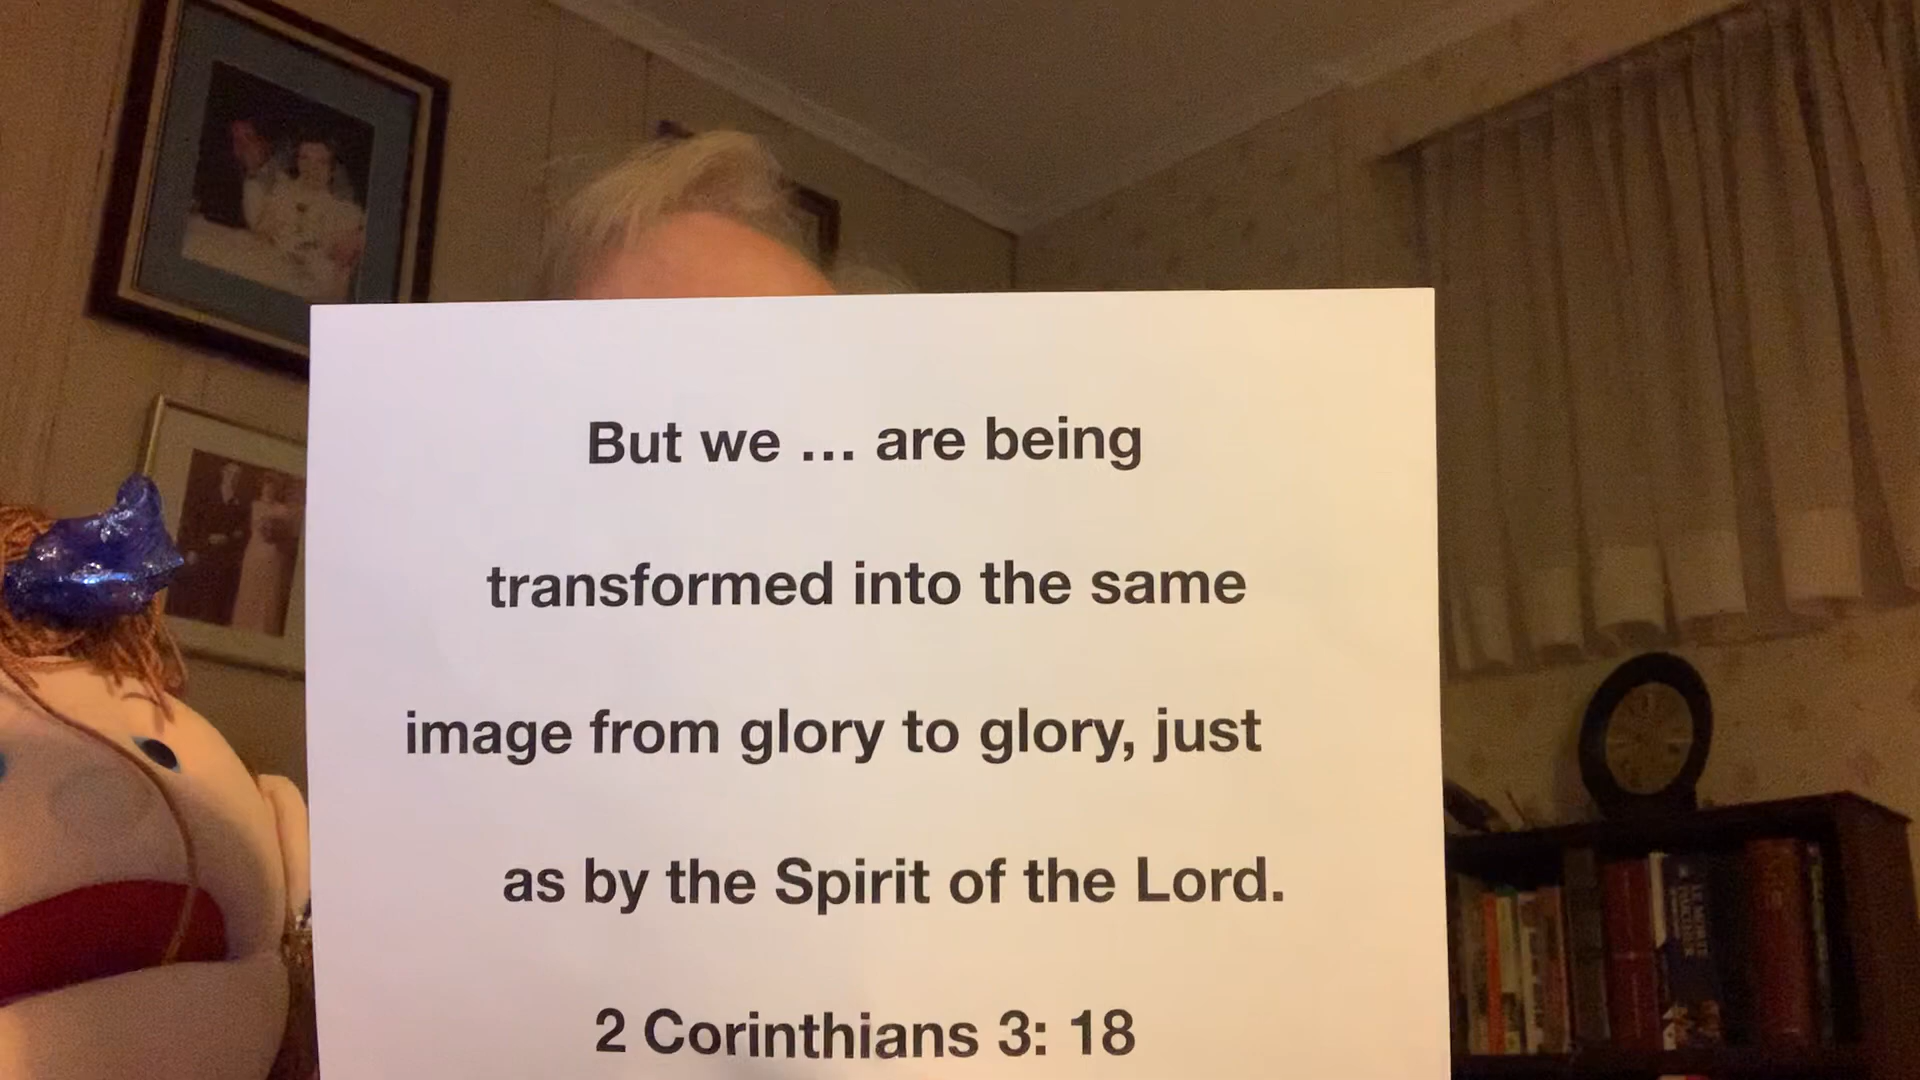 But we ... are being
transformed into the same
image from glory to glory, just
as by the Spirit of the Lord.
2 Corinthians 3: 18